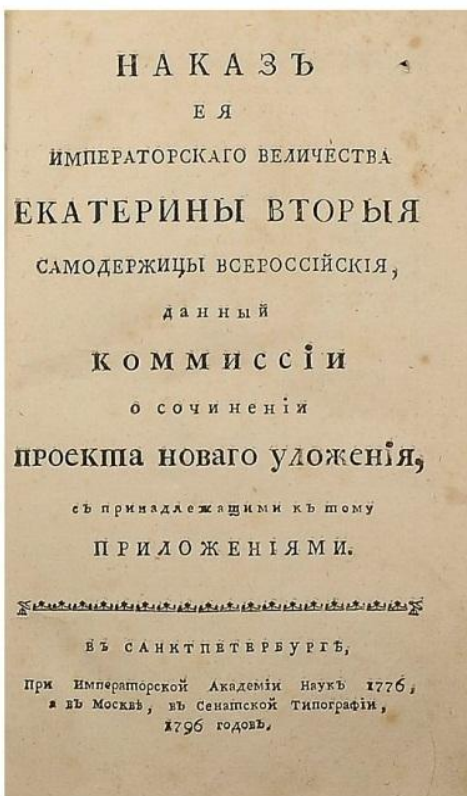 НАКАЗЪ
ЕЯ
ИМПЕРАТОРСКАГО ВЕЛИЧЕСТВА
ЕКАТЕРИНЫ ВТОРЫЯ
САМОДЕРЖИЦЫ ВСЕРОССІЙСКІЯ,
данный
КОММИССІИ
о сочиненіи
проекта новаго уложенія,
съ принадлежащими къ тому
ПРИЛОЖЕНІЯМИ.
ВЪ САНКТПЕТЕРБУРГѢ,
При Императорской Академіи Наукъ 1776,
а въ Москвѣ, въ Сенатской Типографіи,
1796 годовъ.